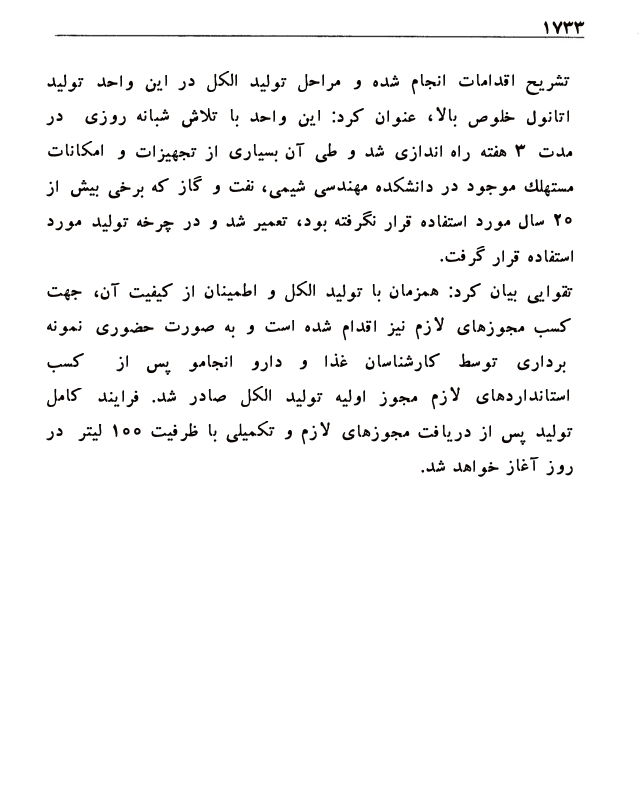 ۱۷۳۳
تشریح اقدامات انجام شده و مراحل تولید الکل در این واحد تولید
اتانول خلوص بالا، عنوان کرد: این واحد با تلاش شبانه روزی در
مدت ۳ هفته راه اندازی شد و طی آن بسیاری از تجهیزات و امکانات
مستهلك موجود در دانشکده مهندسی شیمی، نفت و گاز که برخی بیش از
۲۵ سال مورد استفاده قرار نگرفته بود، تعمیر شد و در چرخه تولید مورد
استفاده قرار گرفت.
تقوایی بیان کرد: همزمان با تولید الکل و اطمینان از کیفیت آن، جهت
کسب مجوزهای لازم نیز اقدام شده است و به صورت حضوری نمونه
برداری توسط کارشناسان غذا و دارو انجامو پس از کسب
استانداردهای لازم مجوز اولیه تولید الکل صادر شد. فرایند کامل
تولید پس از دریافت مجوزهای لازم و تکمیلی با ظرفیت ۱۵۵ لیتر در
روز آغاز خواهد شد.